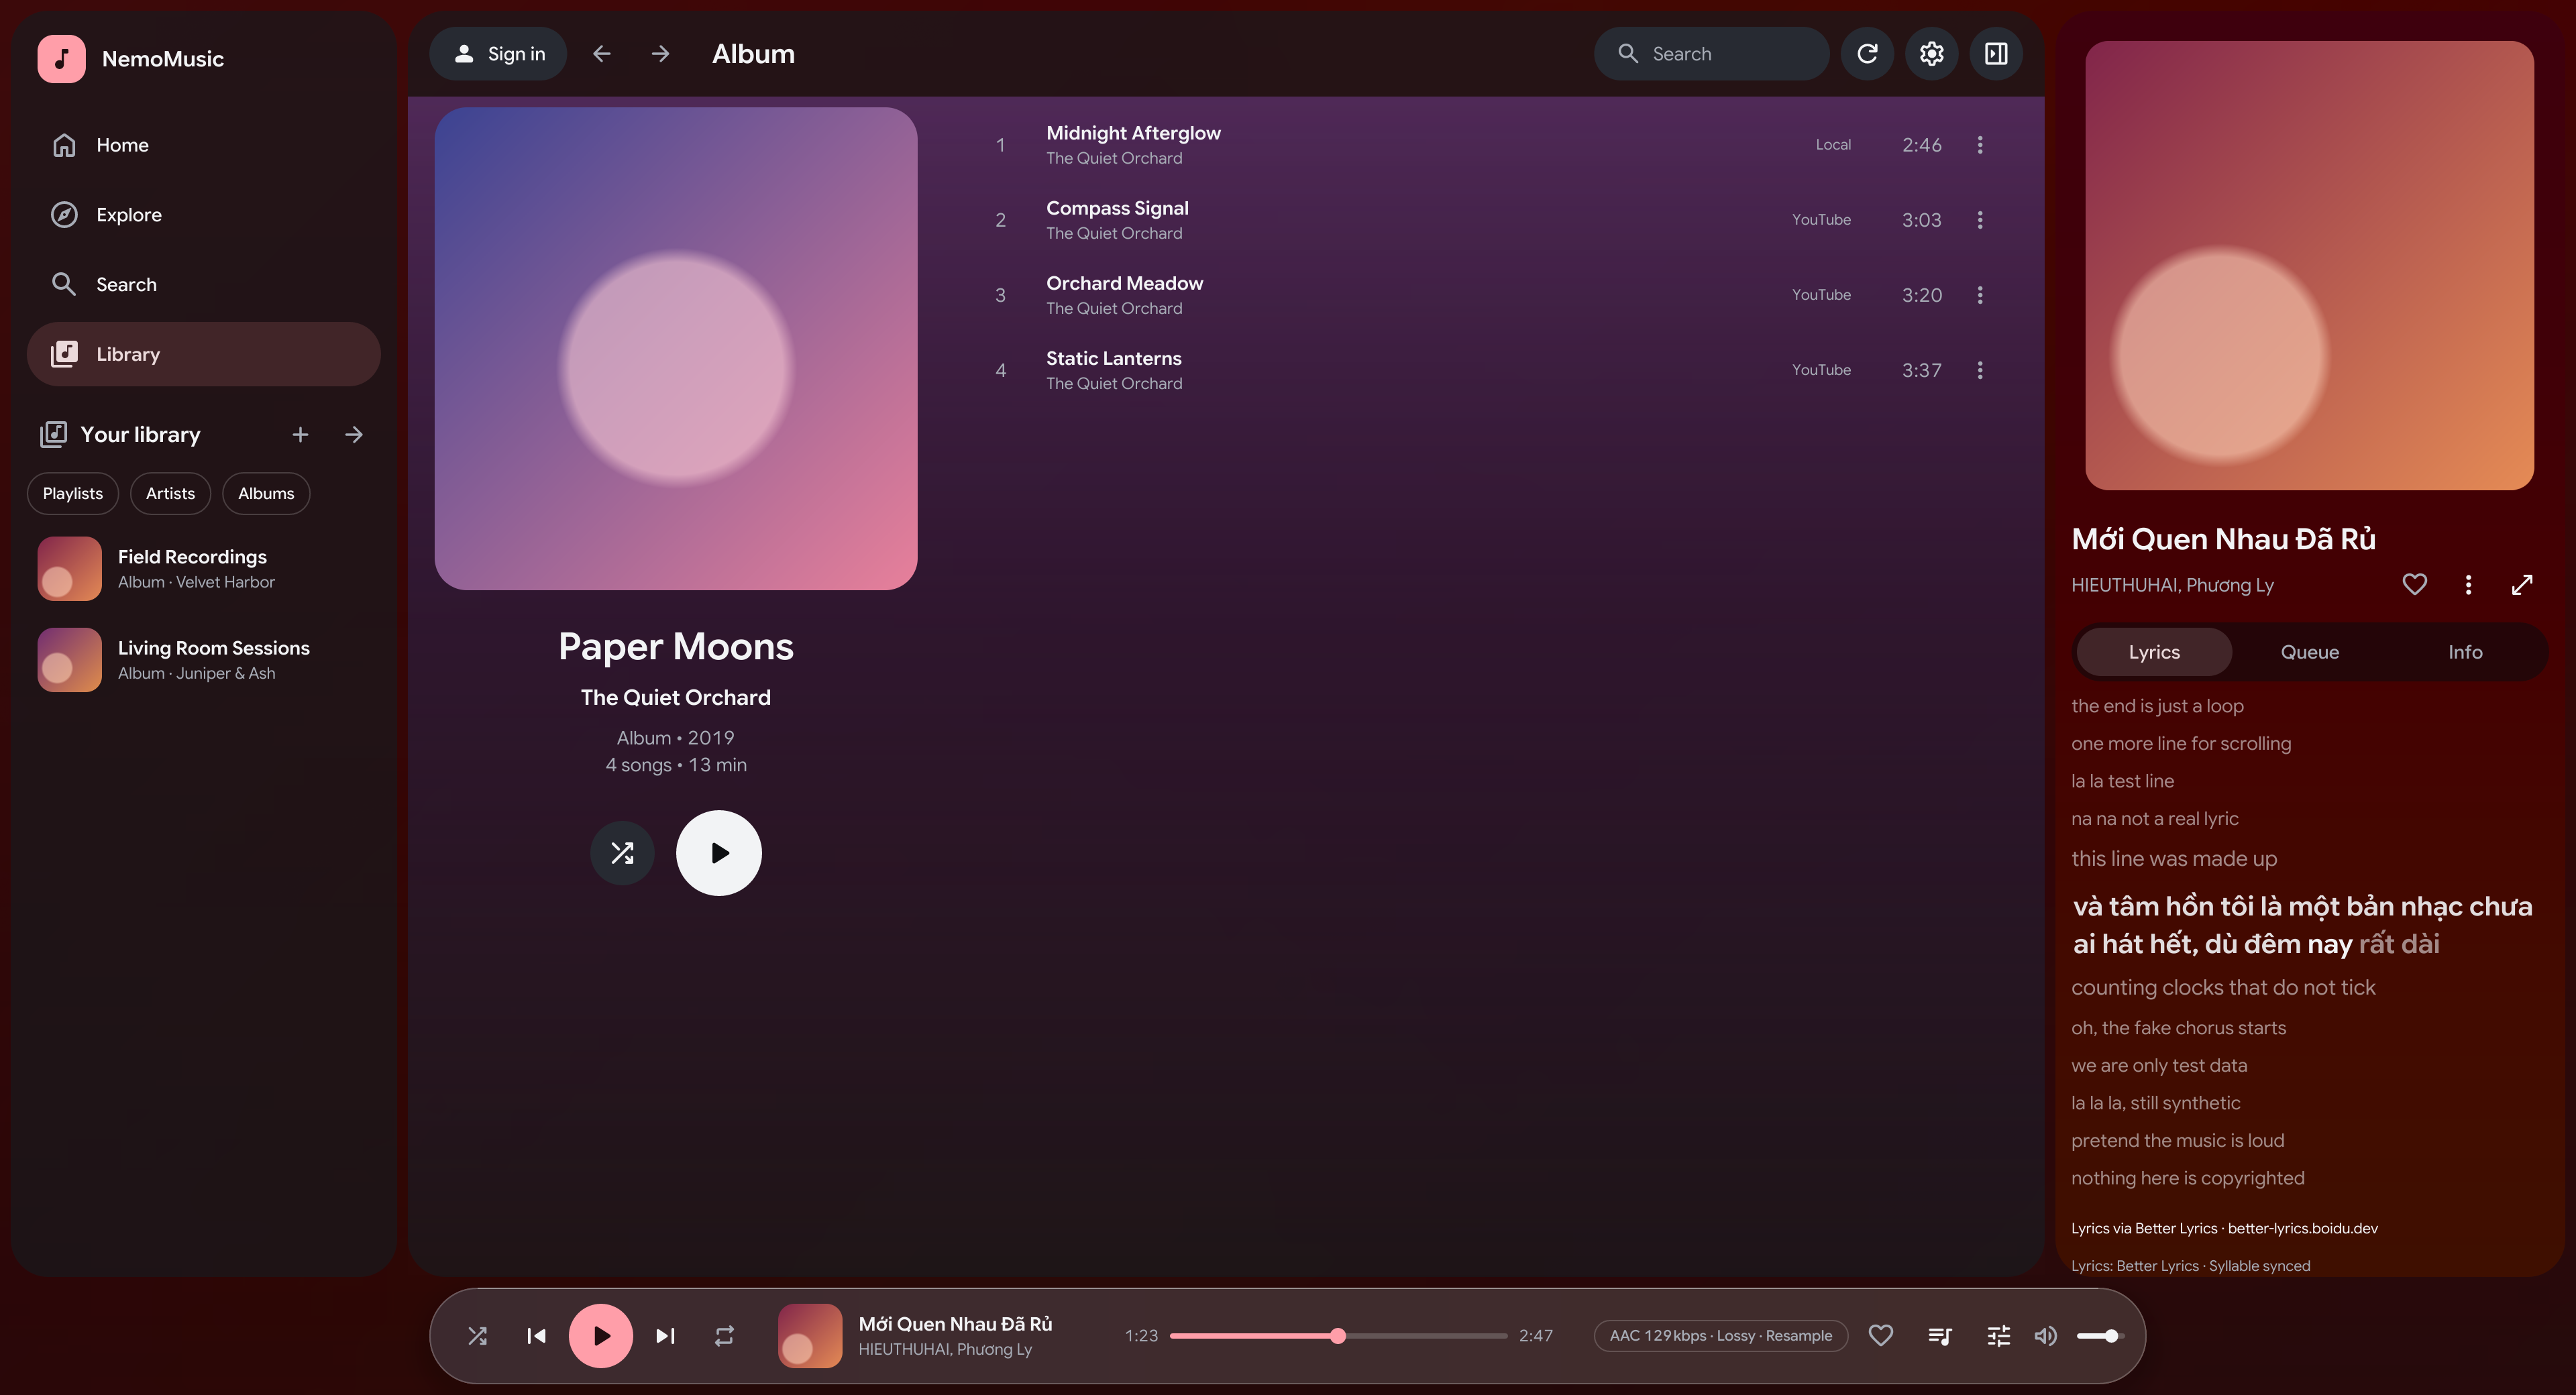 NemoMusic
Home
Explore
Search
Library
Your library
Playlists
Artists
Albums
Field Recordings
Album · Velvet Harbor
Living Room Sessions
Album · Juniper & Ash
Sign in
Album
Search
Paper Moons
The Quiet Orchard
Album • 2019
4 songs • 13 min
1
Midnight Afterglow
The Quiet Orchard
Local
2:46
2
Compass Signal
The Quiet Orchard
YouTube
3:03
3
Orchard Meadow
The Quiet Orchard
YouTube
3:20
4
Static Lanterns
The Quiet Orchard
YouTube
3:37
Mới Quen Nhau Đã Rủ
HIEUTHUHAI, Phương Ly
Lyrics
Queue
Info
the end is just a loop
one more line for scrolling
la la test line
na na not a real lyric
this line was made up
và tâm hồn tôi là một bản nhạc chưa
ai hát hết, dù đêm nay rất dài
counting clocks that do not tick
oh, the fake chorus starts
we are only test data
la la la, still synthetic
pretend the music is loud
nothing here is copyrighted
Lyrics via Better Lyrics · better-lyrics.boidu.dev
Lyrics: Better Lyrics · Syllable synced
Mới Quen Nhau Đã Rủ
HIEUTHUHAI, Phương Ly
1:23
2:47
AAC 129kbps · Lossy · Resample